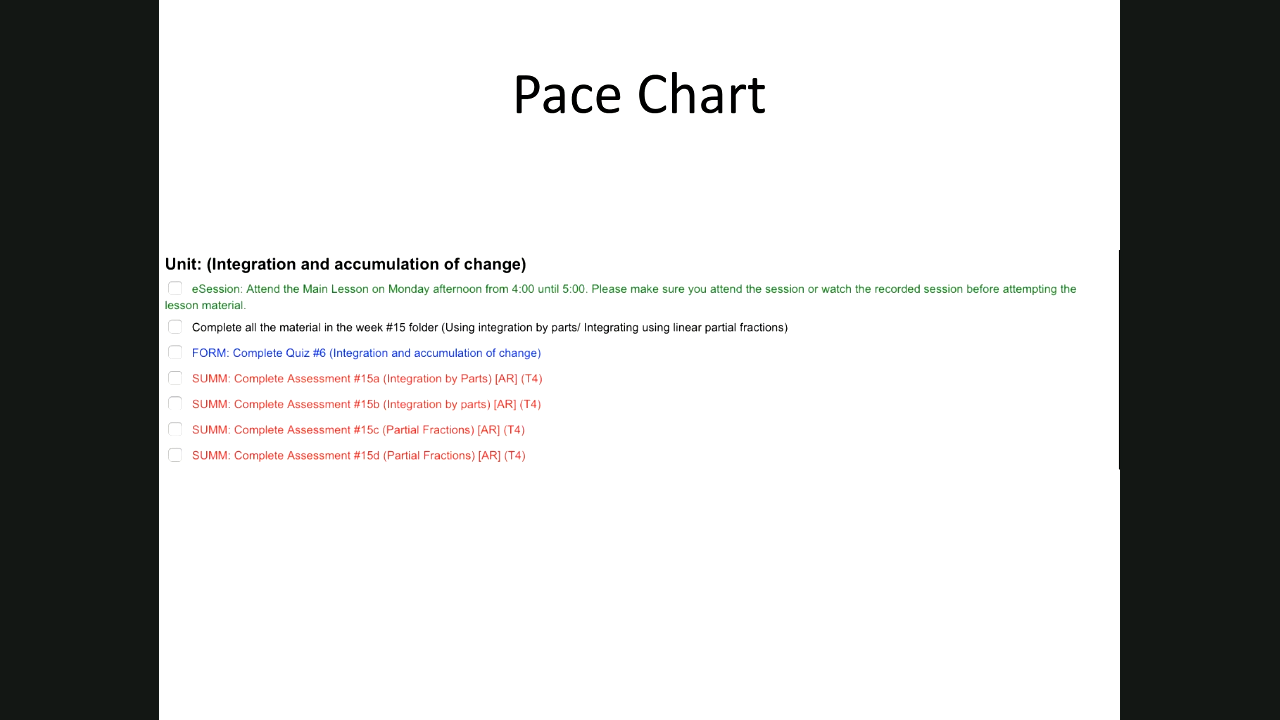 Pace Chart
Unit: (Integration and accumulation of change)
eSession: Attend the Main Lesson on Monday afternoon from 4:00 until 5:00. Please make sure you attend the session or watch the recorded session before attempting the
lesson material.
Complete all the material in the week #15 folder (Using integration by parts/ Integrating using linear partial fractions)
FORM: Complete Quiz #6 (Integration and accumulation of change)
SUMM: Complete Assessment #15a (Integration by Parts) [AR] (T4)
SUMM: Complete Assessment #15b (Integration by parts) [AR] (T4)
SUMM: Complete Assessment #15c (Partial Fractions) [AR] (T4)
SUMM: Complete Assessment #15d (Partial Fractions) [AR] (T4)